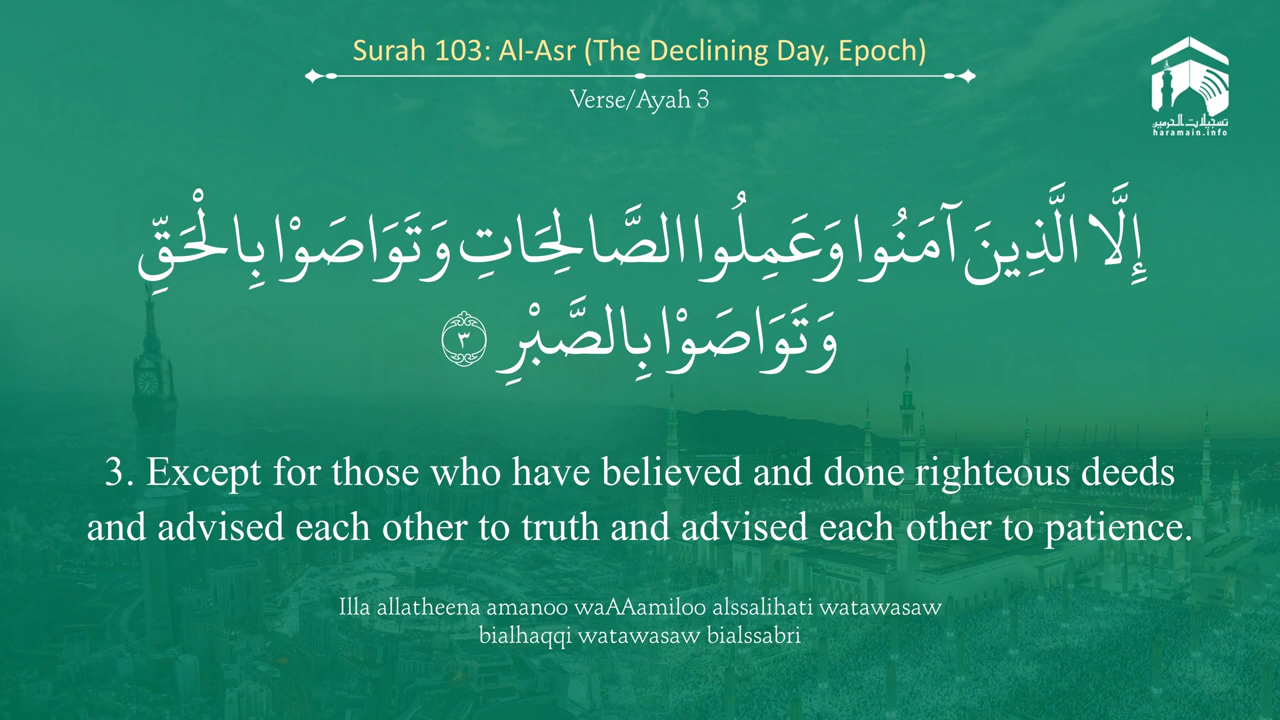 Surah 103: Al-Asr (The Declining Day, Epoch)
Verse/Ayah 3
تسجيلات الحرمين
haramain.info
إِلَّا الَّذِينَ آمَنُوا وَعَمِلُوا الصَّالِحَاتِ وَتَوَاصَوْا بِالْحَقِّ
وَتَوَاصَوْا بِالصَّبْرِ ٣
3. Except for those who have believed and done righteous deeds
and advised each other to truth and advised each other to patience.
Illa allatheena amanoo waAAamiloo alssalihati watawasaw
bialhaqqi watawasaw bialssabri